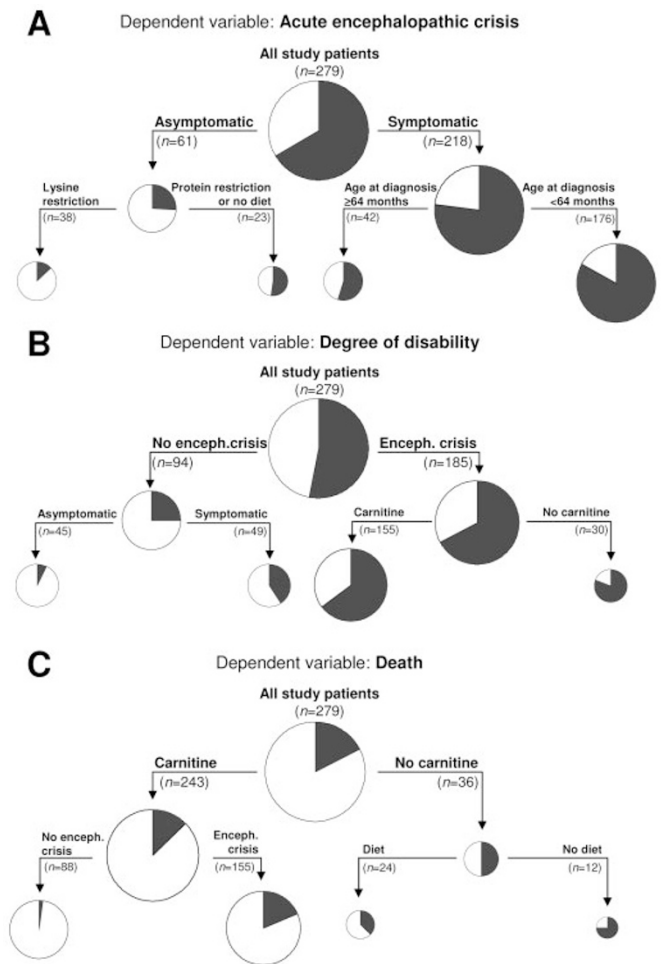 A
Dependent variable: Acute encephalopathic crisis
All study patients
(n=279)
Asymptomatic
(n=61)
Symptomatic
(n=218)
Lysine
restriction
(n=38)
Protein restriction
or no diet
(n=23)
Age at diagnosis
≥64 months
(n=42)
Age at diagnosis
<64 months
(n=176)
B
Dependent variable: Degree of disability
All study patients
(n=279)
No enceph.crisis
(n=94)
Enceph. crisis
(n=185)
Asymptomatic
(n=45)
Symptomatic
(n=49)
Carnitine
(n=155)
No carnitine
(n=30)
C
Dependent variable: Death
All study patients
(n=279)
Carnitine
(n=243)
No carnitine
(n=36)
No enceph.
crisis
(n=88)
Enceph.
crisis
(n=155)
Diet
(n=24)
No diet
(n=12)